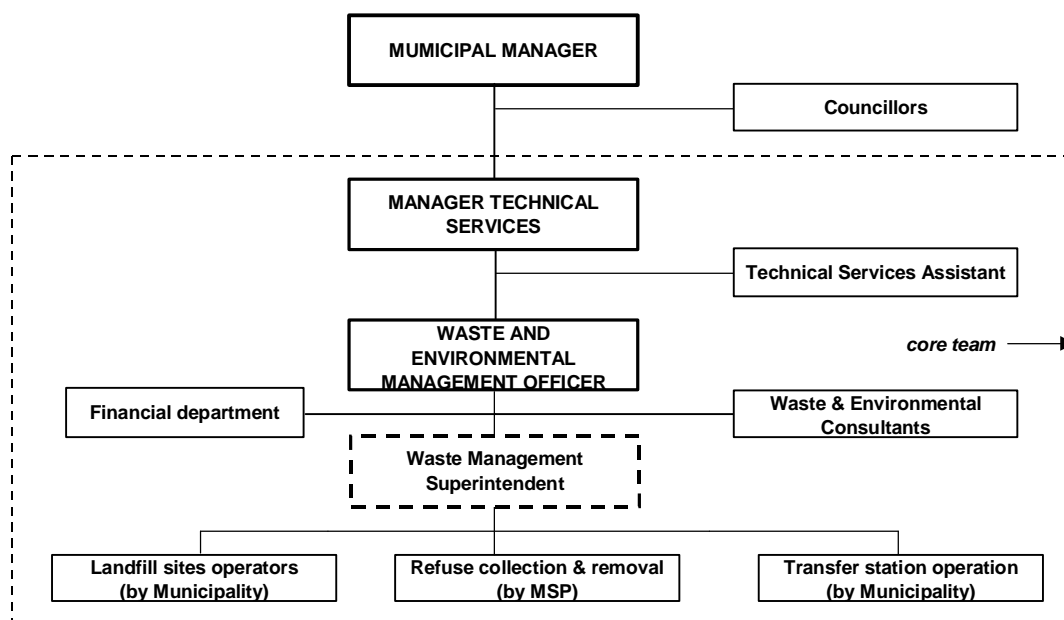 MUMICIPAL MANAGER
Councillors
MANAGER TECHNICAL
SERVICES
Technical Services Assistant
WASTE AND
ENVIRONMENTAL
MANAGEMENT OFFICER
core team
Financial department
Waste & Environmental
Consultants
Waste Management
Superintendent
Landfill sites operators
(by Municipality)
Refuse collection & removal
(by MSP)
Transfer station operation
(by Municipality)